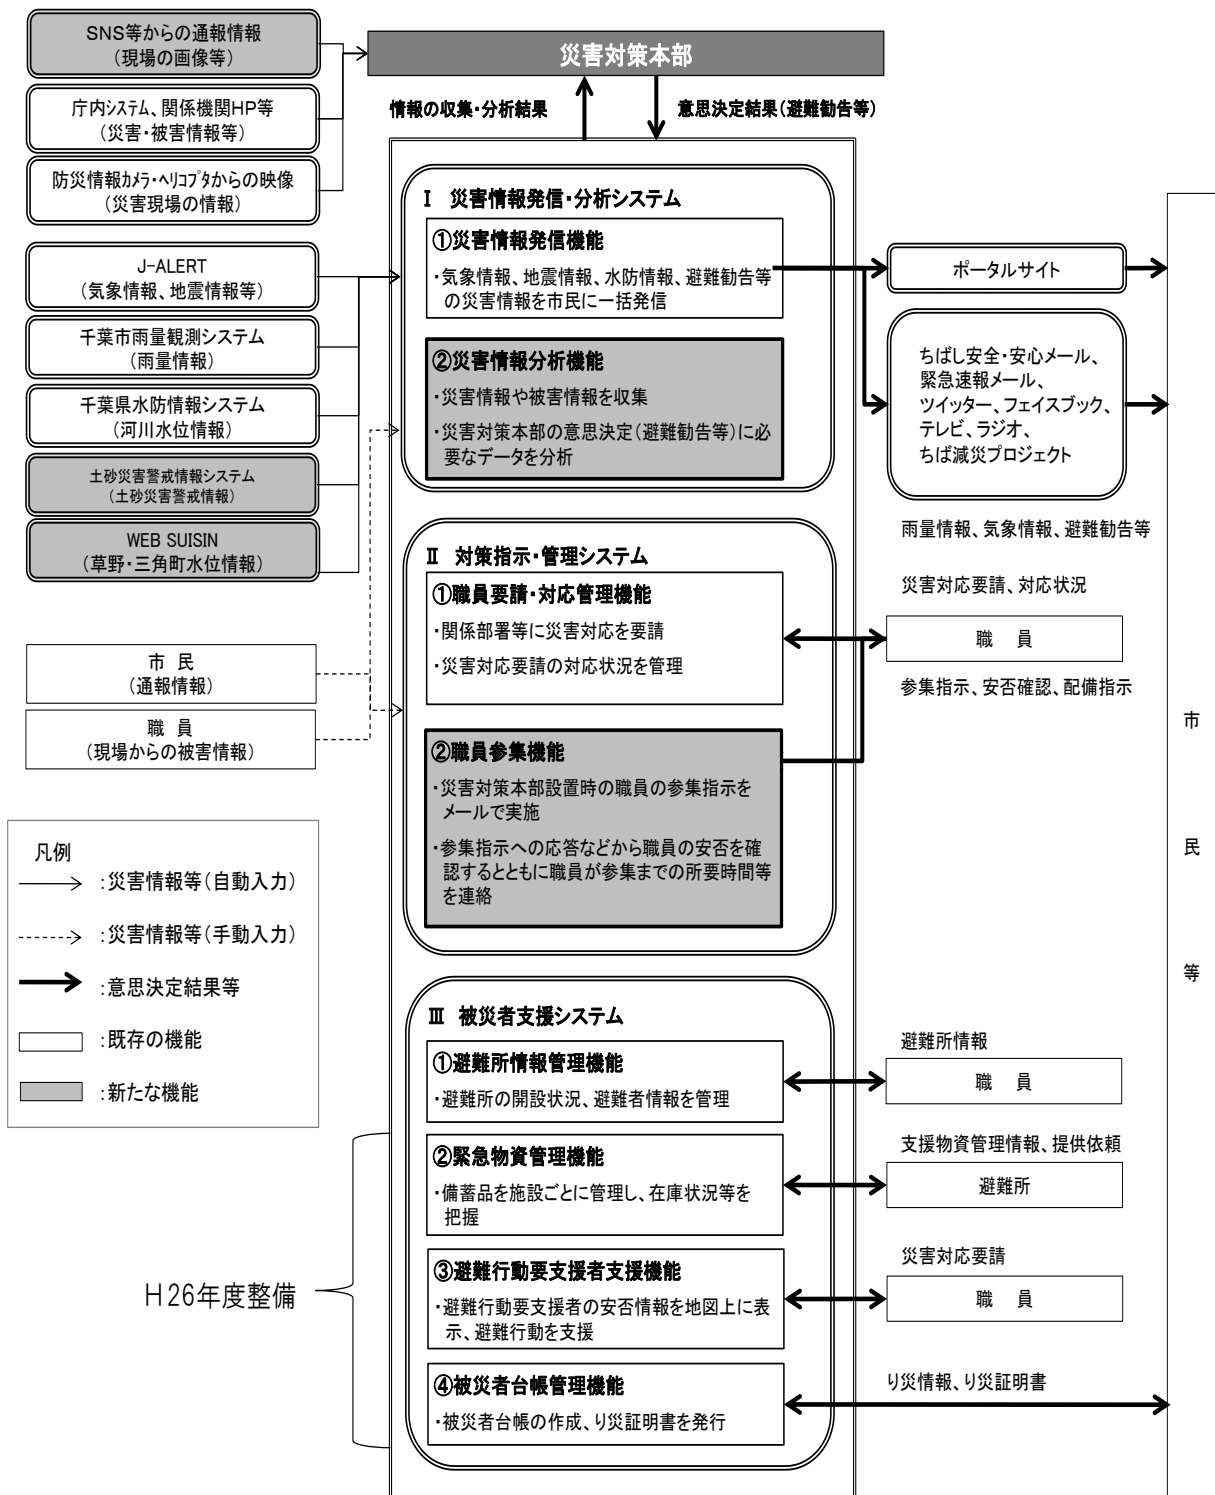 SNS等からの通報情報
(現場の画像等)
庁内システム、関係機関HP等
(災害・被害情報等)
防災情報カメラ・ヘリコプタからの映像
(災害現場の情報)
J-ALERT
(気象情報、地震情報等)
千葉市雨量観測システム
(雨量情報)
千葉県水防情報システム
(河川水位情報)
土砂災害警戒情報システム
(土砂災害警戒情報)
WEB SUISIN
(草野・三角町水位情報)
市 民
(通報情報)
職 員
(現場からの被害情報)
凡例
:災害情報等(自動入力)
:災害情報等(手動入力)
:意思決定結果等
:既存の機能
:新たな機能
H26年度整備
災害対策本部
情報の収集・分析結果
意思決定結果(避難勧告等)
Ⅰ 災害情報発信・分析システム
①災害情報発信機能
・気象情報、地震情報、水防情報、避難勧告等
の災害情報を市民に一括発信
②災害情報分析機能
・災害情報や被害情報を収集
・災害対策本部の意思決定(避難勧告等)に必
要なデータを分析
Ⅱ 対策指示・管理システム
①職員要請・対応管理機能
・関係部署等に災害対応を要請
・災害対応要請の対応状況を管理
②職員参集機能
・災害対策本部設置時の職員の参集指示を
メールで実施
・参集指示への応答などから職員の安否を確
認するとともに職員が参集までの所要時間等
を連絡
Ⅲ 被災者支援システム
①避難所情報管理機能
・避難所の開設状況、避難者情報を管理
②緊急物資管理機能
・備蓄品を施設ごとに管理し、在庫状況等を
把握
③避難行動要支援者支援機能
・避難行動要支援者の安否情報を地図上に表
示、避難行動を支援
④被災者台帳管理機能
・被災者台帳の作成、り災証明書を発行
ポータルサイト
ちばし安全・安心メール、
緊急速報メール、
ツイッター、フェイスブック、
テレビ、ラジオ、
ちば減災プロジェクト
雨量情報、気象情報、避難勧告等
災害対応要請、対応状況
職 員
参集指示、安否確認、配備指示
避難所情報
職 員
支援物資管理情報、提供依頼
避難所
災害対応要請
職 員
り災情報、り災証明書
市
民
等